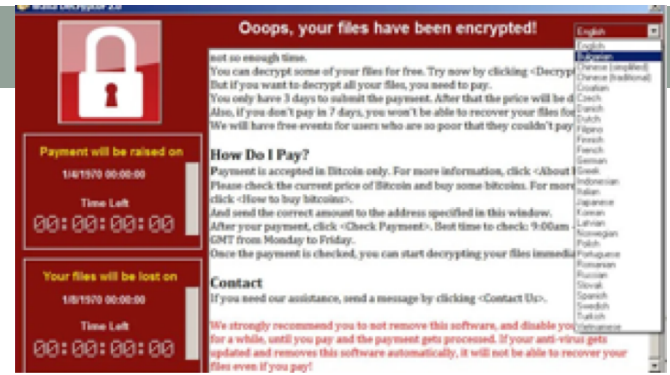 Wana Decryptor 2.0
Ooops, your files have been encrypted!
English
not so enough time.
You can decrypt some of your files for free. Try now by clicking <Decryp
But if you want to decrypt all your files, you need to pay.
You only have 3 days to submit the payment. After that the price will be d
Also, if you don't pay in 7 days, you won't be able to recover your files fo
We will have free events for users who are so poor that they couldn't pay
How Do I Pay?
Payment is accepted in Bitcoin only. For more information, click <About
Please check the current price of Bitcoin and buy some bitcoins. For more
click <How to buy bitcoins>.
And send the correct amount to the address specified in this window.
After your payment, click <Check Payment>. Best time to check: 9:00am -
GMT from Monday to Friday.
Once the payment is checked, you can start decrypting your files immedia
Contact
If you need our assistance, send a message by clicking <Contact Us>.
We strongly recommend you to not remove this software, and disable yo
for a while, until you pay and the payment gets processed. If your anti-virus gets
updated and removes this software automatically, it will not be able to recover your
files even if you pay!
Payment will be raised on
1/4/1970 00:00:00
Time Left
00:00:00:00
Your files will be lost on
1/8/1970 00:00:00
Time Left
00:00:00:00
English
Bulgarian
Chinese (simplified)
Chinese (traditional)
Croatian
Czech
Danish
Dutch
Filipino
Finnish
French
German
Greek
Indonesian
Italian
Japanese
Korean
Latvian
Norwegian
Polish
Portuguese
Romanian
Russian
Slovak
Spanish
Swedish
Turkish
Vietnamese